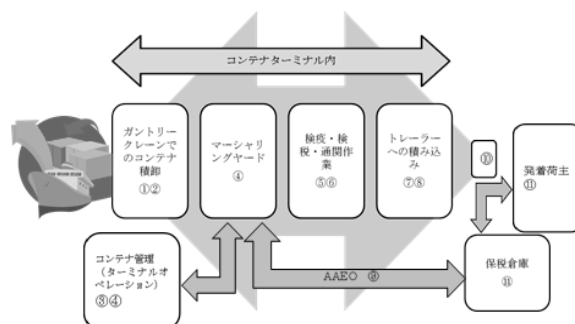 コンテナターミナル内
ガントリー
クレーンで
のコンテナ
積卸
①②
マーシャリ
ングヤード
④
検疫・検
税・通関作
業
⑤⑥
トレーラー
への積み込
み
⑦⑧
⑩
発着荷主
⑪
コンテナ管理
（ターミナルオ
ペレーション）
③④
AAEO ⑨
保税倉庫
⑪